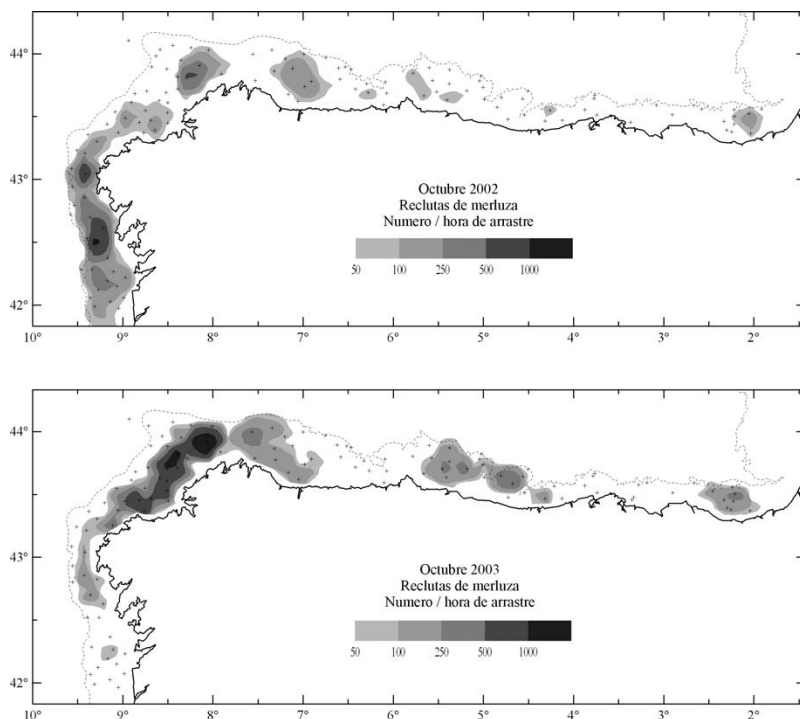 44°
43°
42°
Octubre 2002
Reclutas de merluza
Numero / hora de arrastre
50 100 250 500 1000
10° 9° 8° 7° 6° 5° 4° 3° 2°
44°
43°
42°
Octubre 2003
Reclutas de merluza
Numero / hora de arrastre
50 100 250 500 1000
10° 9° 8° 7° 6° 5° 4° 3° 2°